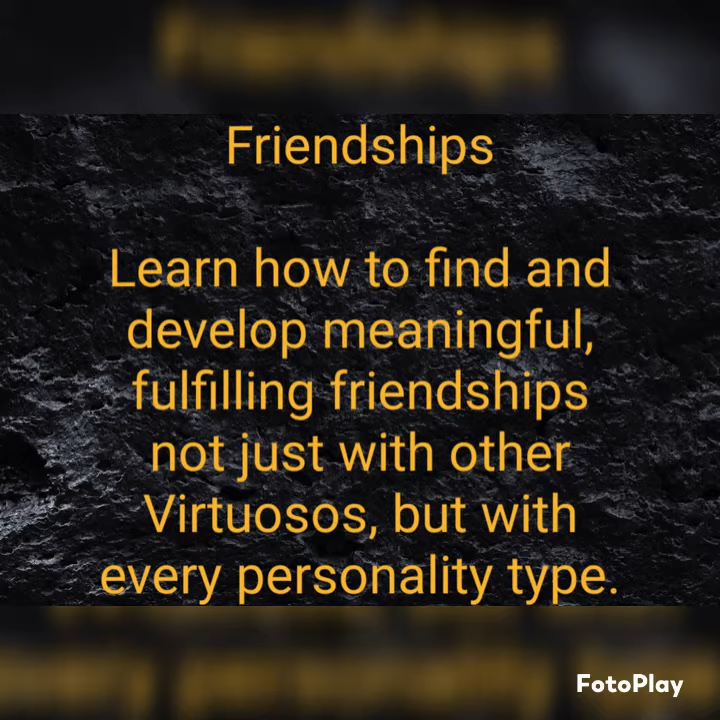 Friendships
Learn how to find and
develop meaningful,
fulfilling friendships
not just with other
Virtuosos, but with
every personality type.
FotoPlay